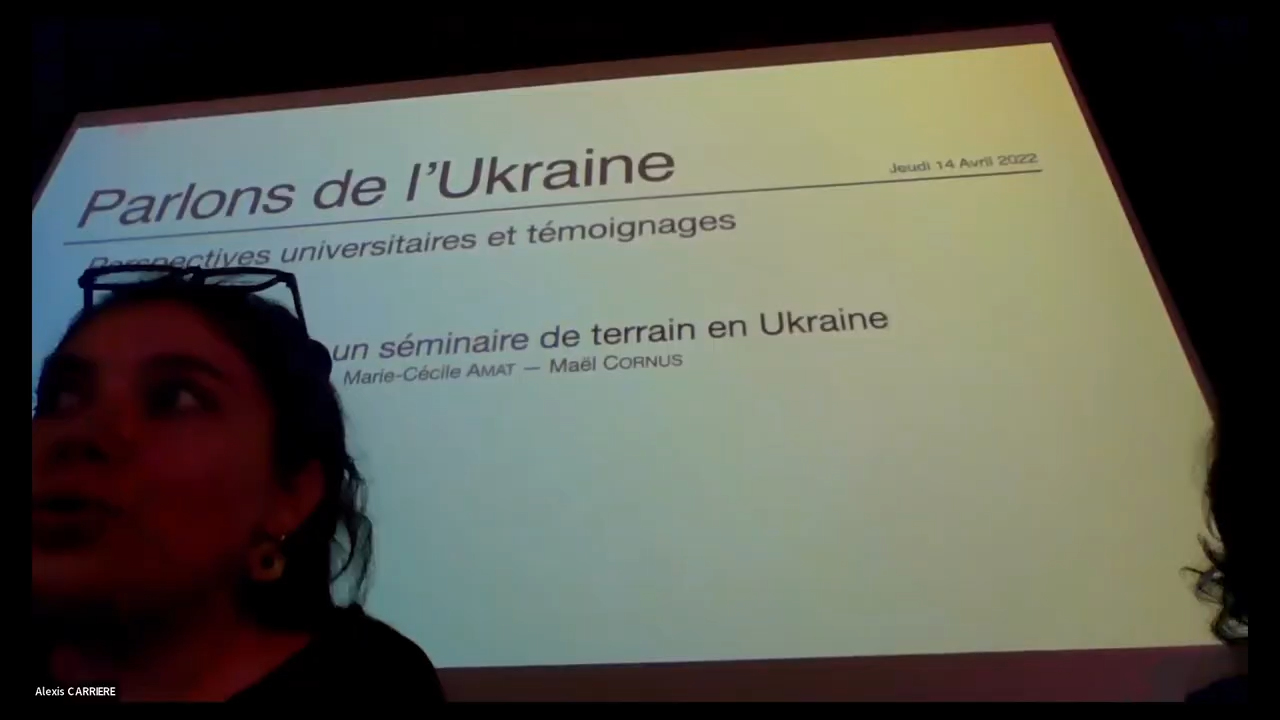 Parlons de l'Ukraine
Jeudi 14 Avril 2022
Perspectives universitaires et témoignages
un séminaire de terrain en Ukraine
Marie-Cécile AMAT — Maël CORNUS
Alexis CARRIERE